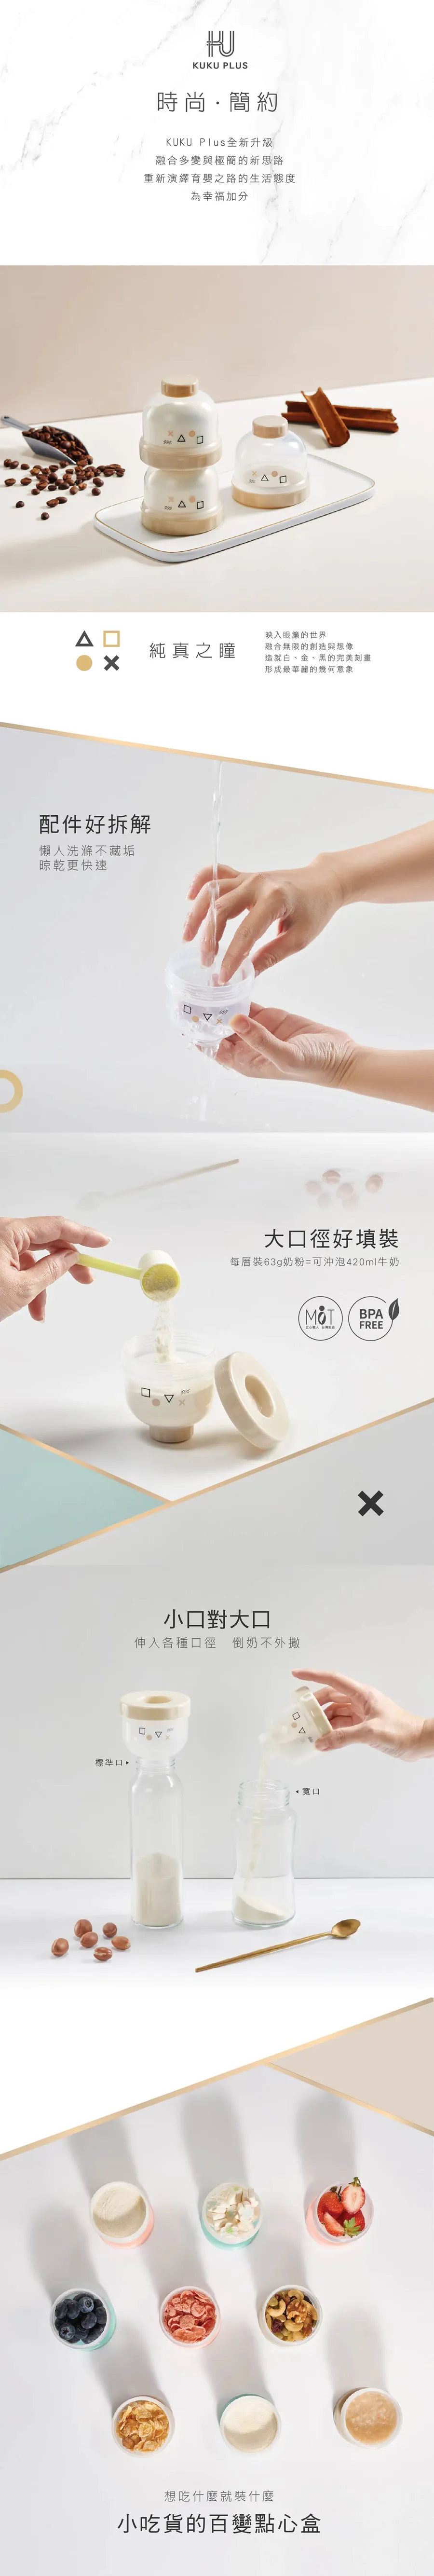 KUKU PLUS
時尚·簡約
KUKU Plus全新升級
融合多變與極簡的新思路
重新演繹育嬰之路的生活態度
為幸福加分
純真之瞳
映入眼簾的世界
融合無限的創造與想像
造就白、金、黑的完美刻畫
形成最華麗的幾何意象
配件好拆解
懶人洗滌不藏垢
晾乾更快速
大口徑好填裝
每層裝63g奶粉=可沖泡420ml牛奶
MiT
BPA
FREE
小口對大口
伸入各種口徑 倒奶不外撒
標準口
寬口
想吃什麼就裝什麼
小吃貨的百變點心盒